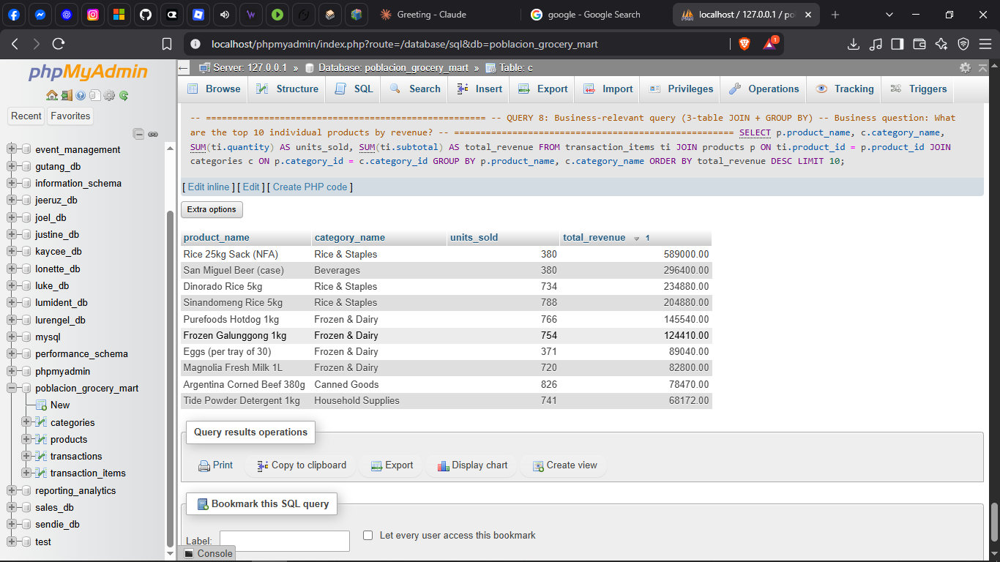 Greeting - Claude
google - Google Search
localhost / 127.0.0.1 / po
localhost/phpmyadmin/index.php?route=/database/sql&db=poblacion_grocery_mart
1
phpMyAdmin
Recent
Favorites
event_management
gutang_db
information_schema
jeeruz_db
joel_db
justine_db
kaycee_db
lonette_db
luke_db
lumident_db
lurengel_db
mysql
performance_schema
phpmyadmin
poblacion_grocery_mart
New
categories
products
transactions
transaction_items
reporting_analytics
sales_db
sendie_db
test
Server: 127.0.0.1 » Database: poblacion_grocery_mart » Table: c
Browse Structure SQL Search Insert Export Import Privileges Operations Tracking Triggers
-- ===================================================== -- QUERY 8: Business-relevant query (3-table JOIN + GROUP BY) -- Business question: What
are the top 10 individual products by revenue? -- ===================================================== SELECT p.product_name, c.category_name,
SUM(ti.quantity) AS units_sold, SUM(ti.subtotal) AS total_revenue FROM transaction_items ti JOIN products p ON ti.product_id = p.product_id JOIN
categories c ON p.category_id = c.category_id GROUP BY p.product_name, c.category_name ORDER BY total_revenue DESC LIMIT 10;
[ Edit inline ] [ Edit ] [ Create PHP code ]
Extra options
product_name category_name units_sold total_revenue 1
Rice 25kg Sack (NFA) Rice & Staples 380 589000.00
San Miguel Beer (case) Beverages 380 296400.00
Dinorado Rice 5kg Rice & Staples 734 234880.00
Sinandomeng Rice 5kg Rice & Staples 788 204880.00
Purefoods Hotdog 1kg Frozen & Dairy 766 145540.00
Frozen Galunggong 1kg Frozen & Dairy 754 124410.00
Eggs (per tray of 30) Frozen & Dairy 371 89040.00
Magnolia Fresh Milk 1L Frozen & Dairy 720 82800.00
Argentina Corned Beef 380g Canned Goods 826 78470.00
Tide Powder Detergent 1kg Household Supplies 741 68172.00
Query results operations
Print Copy to clipboard Export Display chart Create view
Bookmark this SQL query
Label:
Let every user access this bookmark
Console